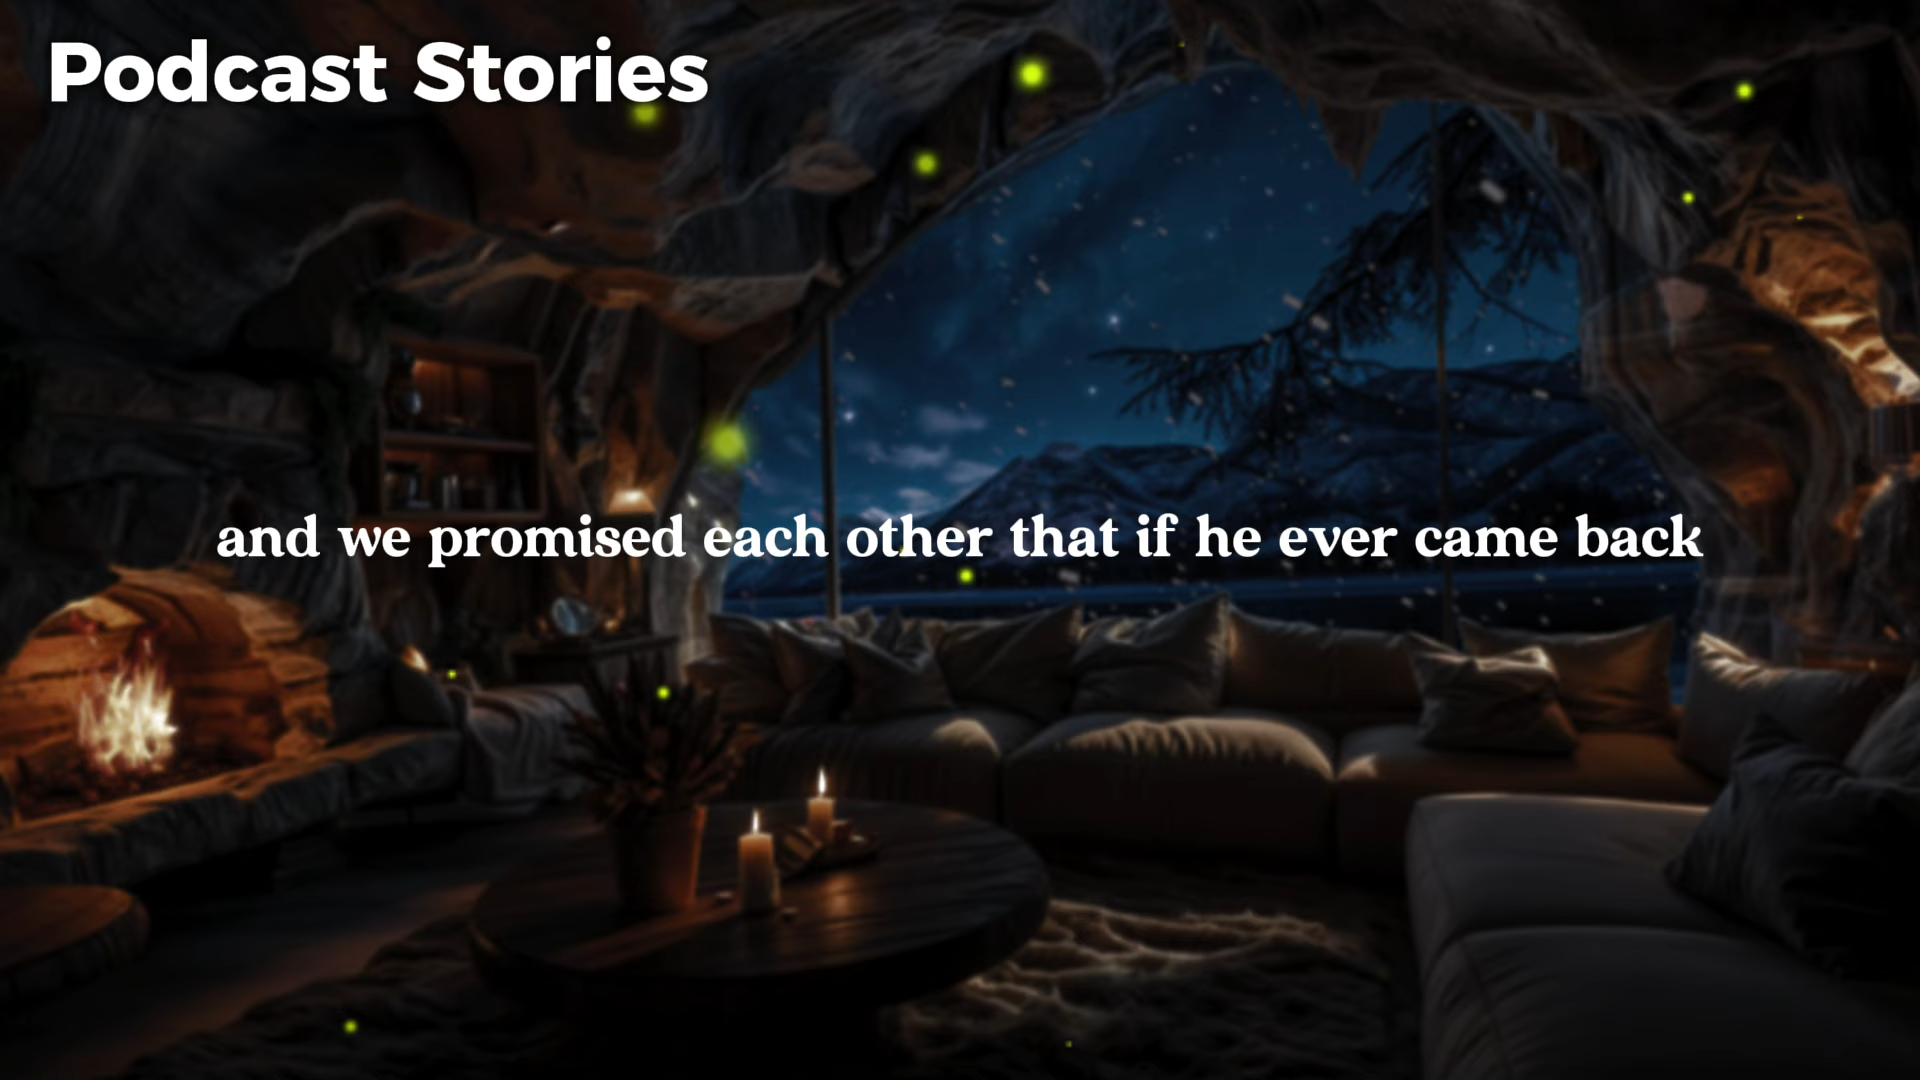 Podcast Stories
and we promised each other that if he ever came back